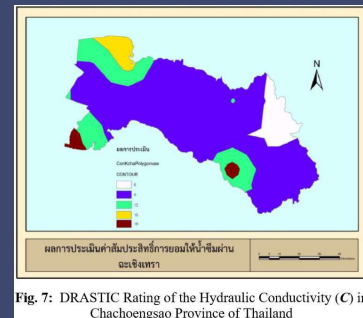 N
ผลการประเมิน
CONTOUR
ผลการประเมินค่าสัมประสิทธิ์การยอมให้น้ำซึมผ่าน
ฉะเชิงเทรา
Fig. 7: DRASTIC Rating of the Hydraulic Conductivity (C) in
Chachoengsao Province of Thailand